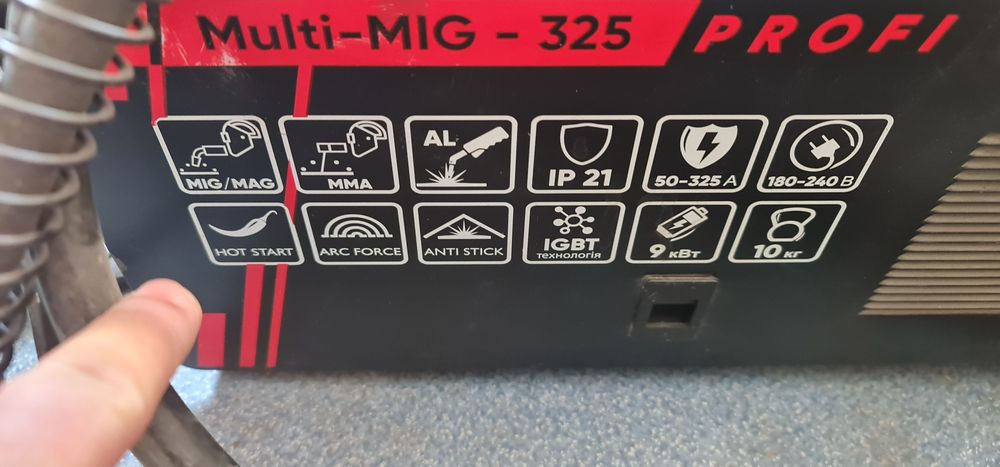 Multi-MIG - 325 PROFI
MIG/MAG
MMA
AL
IP 21
50-325 A
180-240 В
HOT START
ARC FORCE
ANTI STICK
IGBT
технологія
9 кВт
10 кг